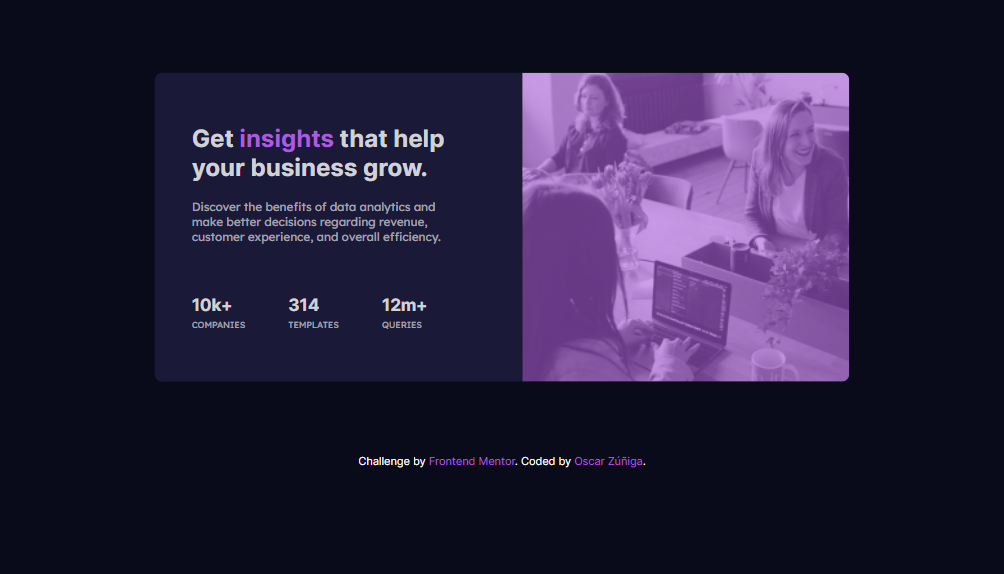 Get insights that help
your business grow.
Discover the benefits of data analytics and
make better decisions regarding revenue,
customer experience, and overall efficiency.
10k+ 314 12m+
COMPANIES TEMPLATES QUERIES
Challenge by Frontend Mentor. Coded by Oscar Zúñiga.